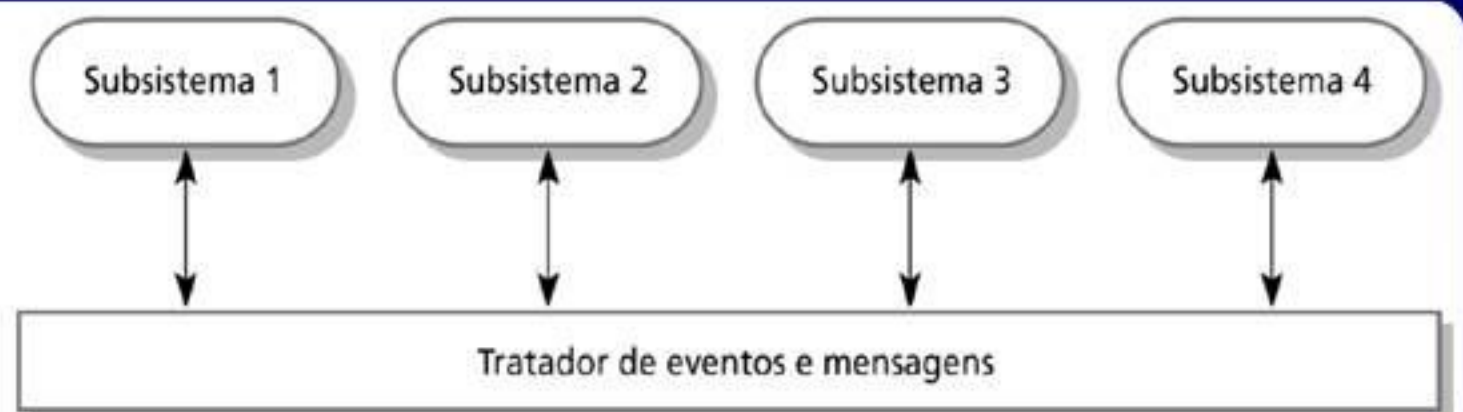 Subsistema 1
Subsistema 2
Subsistema 3
Subsistema 4
Tratador de eventos e mensagens